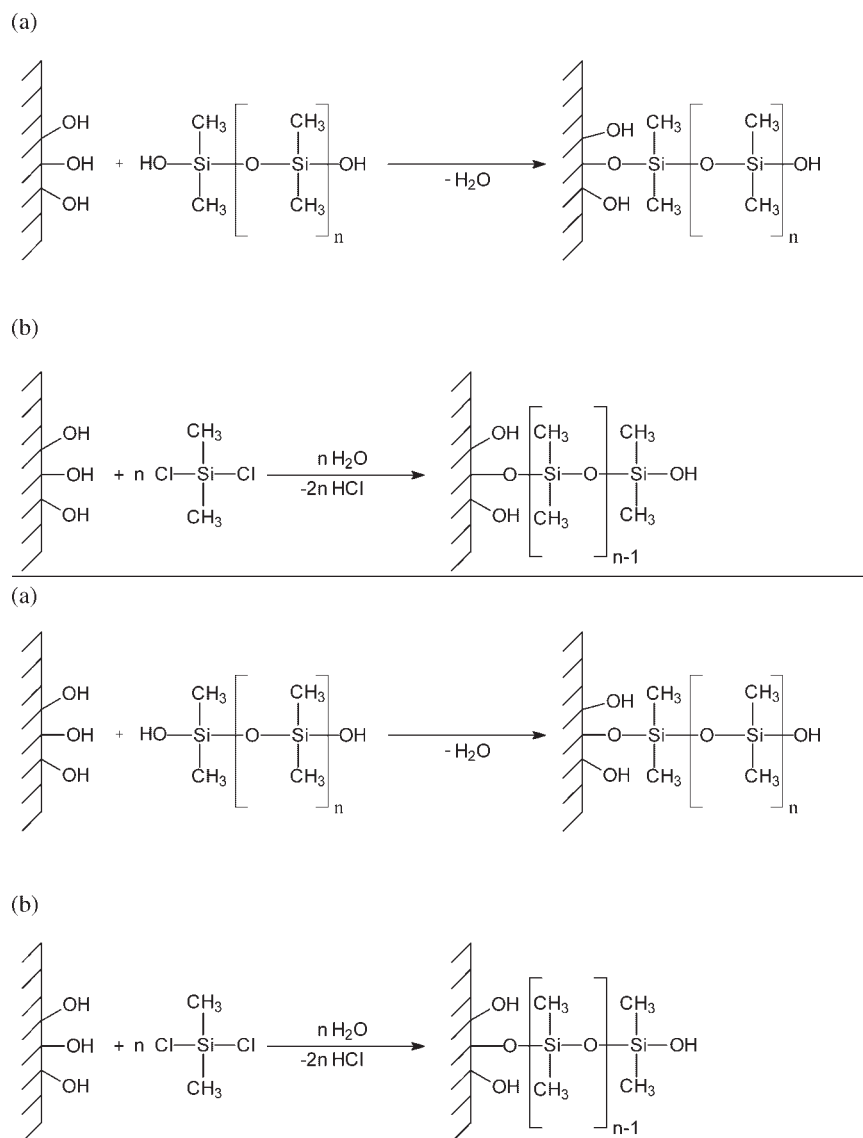 (a)
CH3 CH3 CH3 CH3
OH OH
OH + HO Si O Si OH - H2O O Si O Si OH
OH OH
CH3 CH3 CH3 CH3
n n
(b)
CH3 CH3 CH3
OH OH
OH + n Cl Si Cl n H2O -2n HCl O Si O Si OH
OH OH
CH3 CH3 CH3
n-1
(a)
CH3 CH3 CH3 CH3
OH OH
OH + HO Si O Si OH - H2O O Si O Si OH
OH OH
CH3 CH3 CH3 CH3
n n
(b)
CH3 CH3 CH3
OH OH
OH + n Cl Si Cl n H2O -2n HCl O Si O Si OH
OH OH
CH3 CH3 CH3
n-1